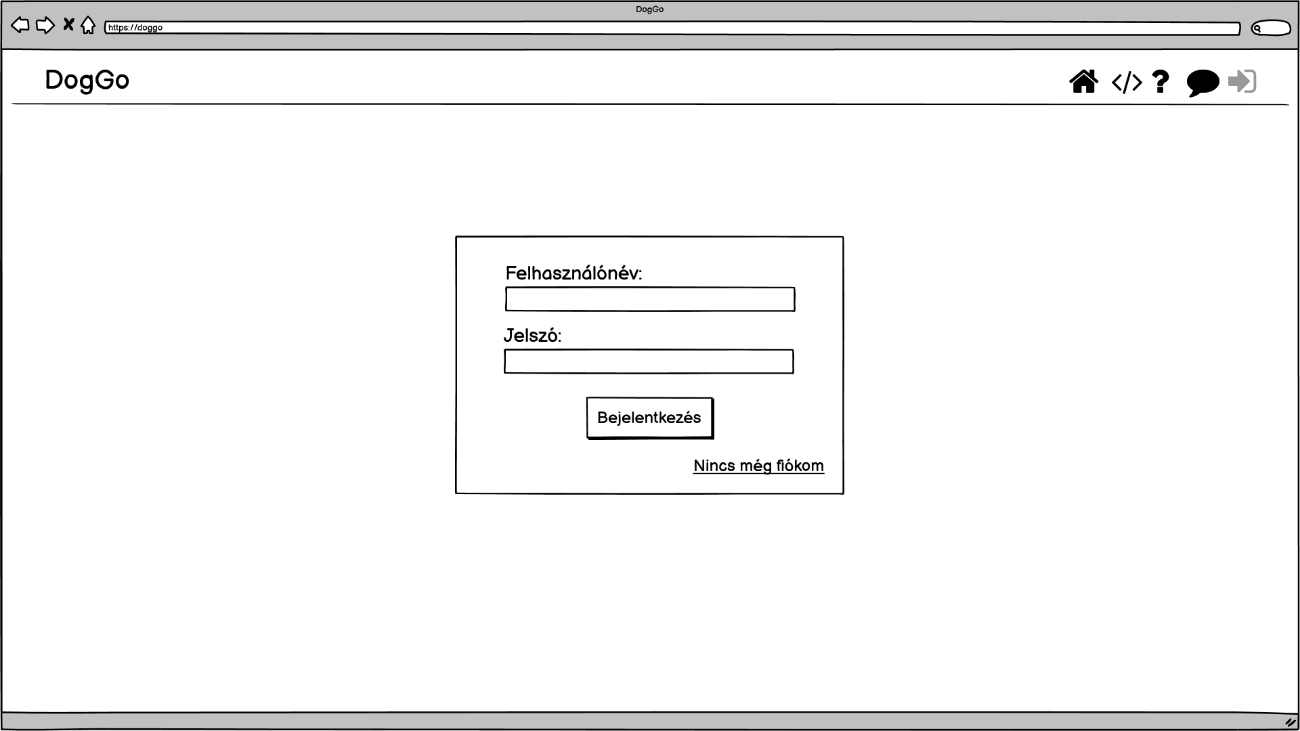 DogGo
https://doggo
DogGo
Felhasználónév:
Jelszó:
Bejelentkezés
Nincs még fiókom